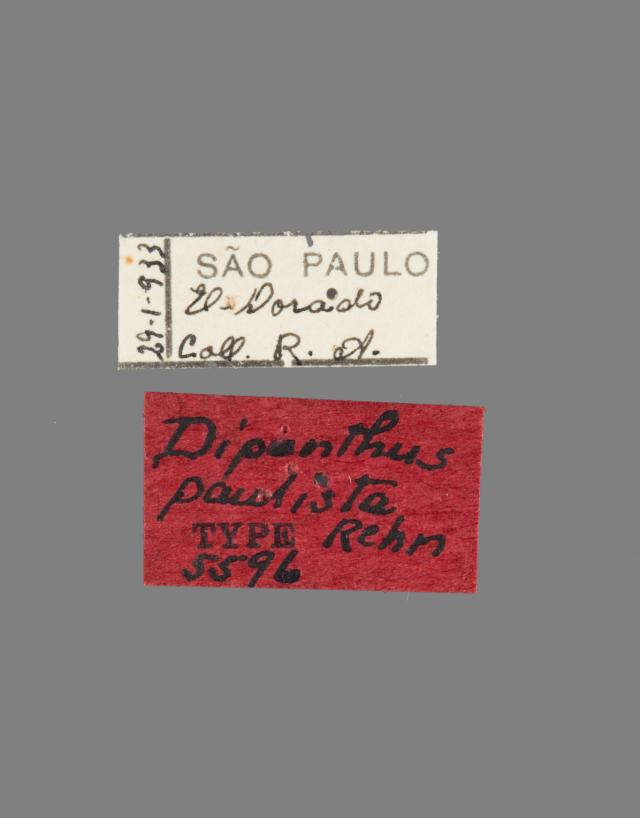 29-1-933
SÃO PAULO
El-Dorado
Coll. R. A.
Dipanthus
paulista
TYPE Rehn
5596